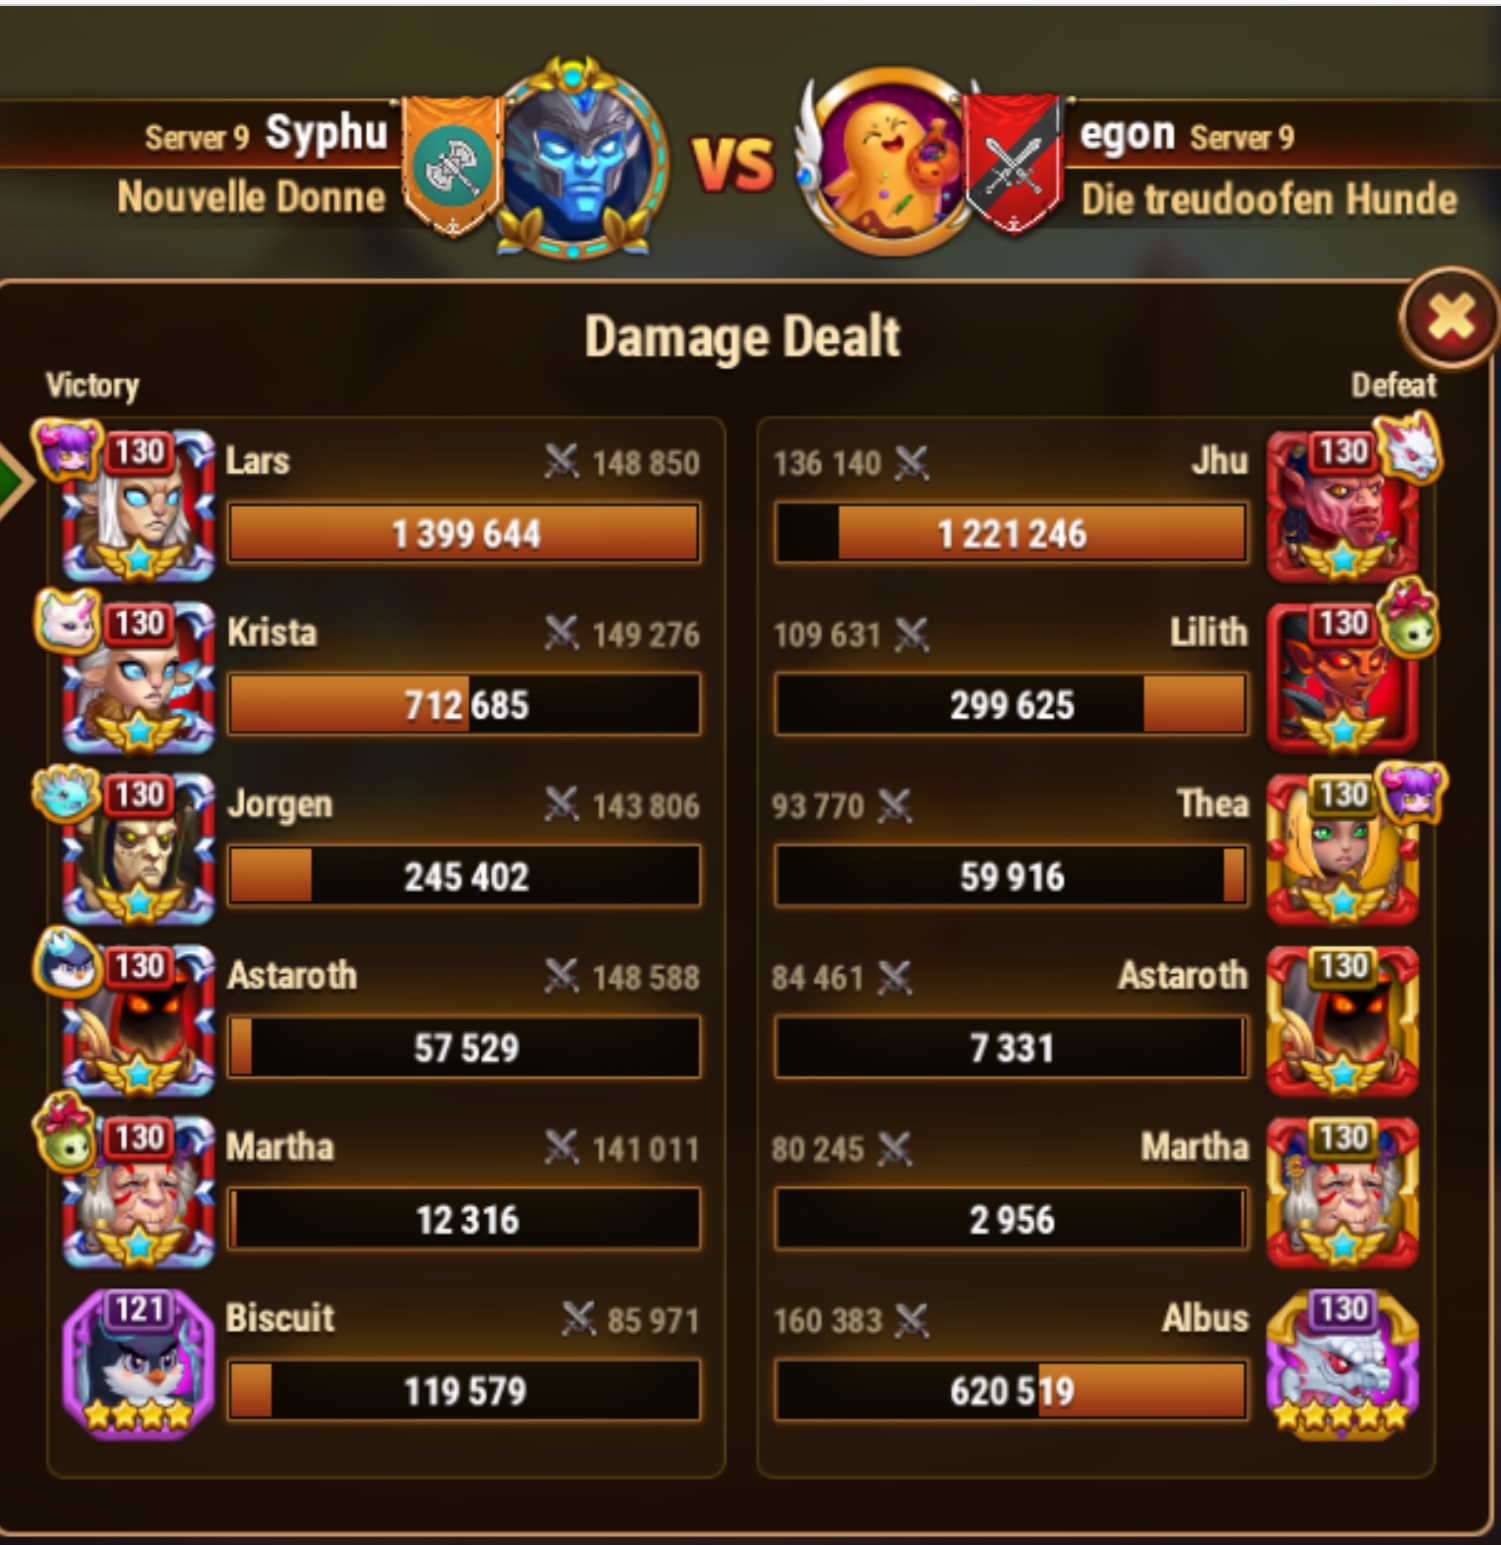 Server 9 Syphu
Nouvelle Donne
VS
egon Server 9
Die treudoofen Hunde
Damage Dealt
Victory
Defeat
130 Lars 148 850
1 399 644
136 140 Jhu 130
1 221 246
130 Krista 149 276
712 685
109 631 Lilith 130
299 625
130 Jorgen 143 806
245 402
93 770 Thea 130
59 916
130 Astaroth 148 588
57 529
84 461 Astaroth 130
7 331
130 Martha 141 011
12 316
80 245 Martha 130
2 956
121 Biscuit 85 971
119 579
160 383 Albus 130
620 519